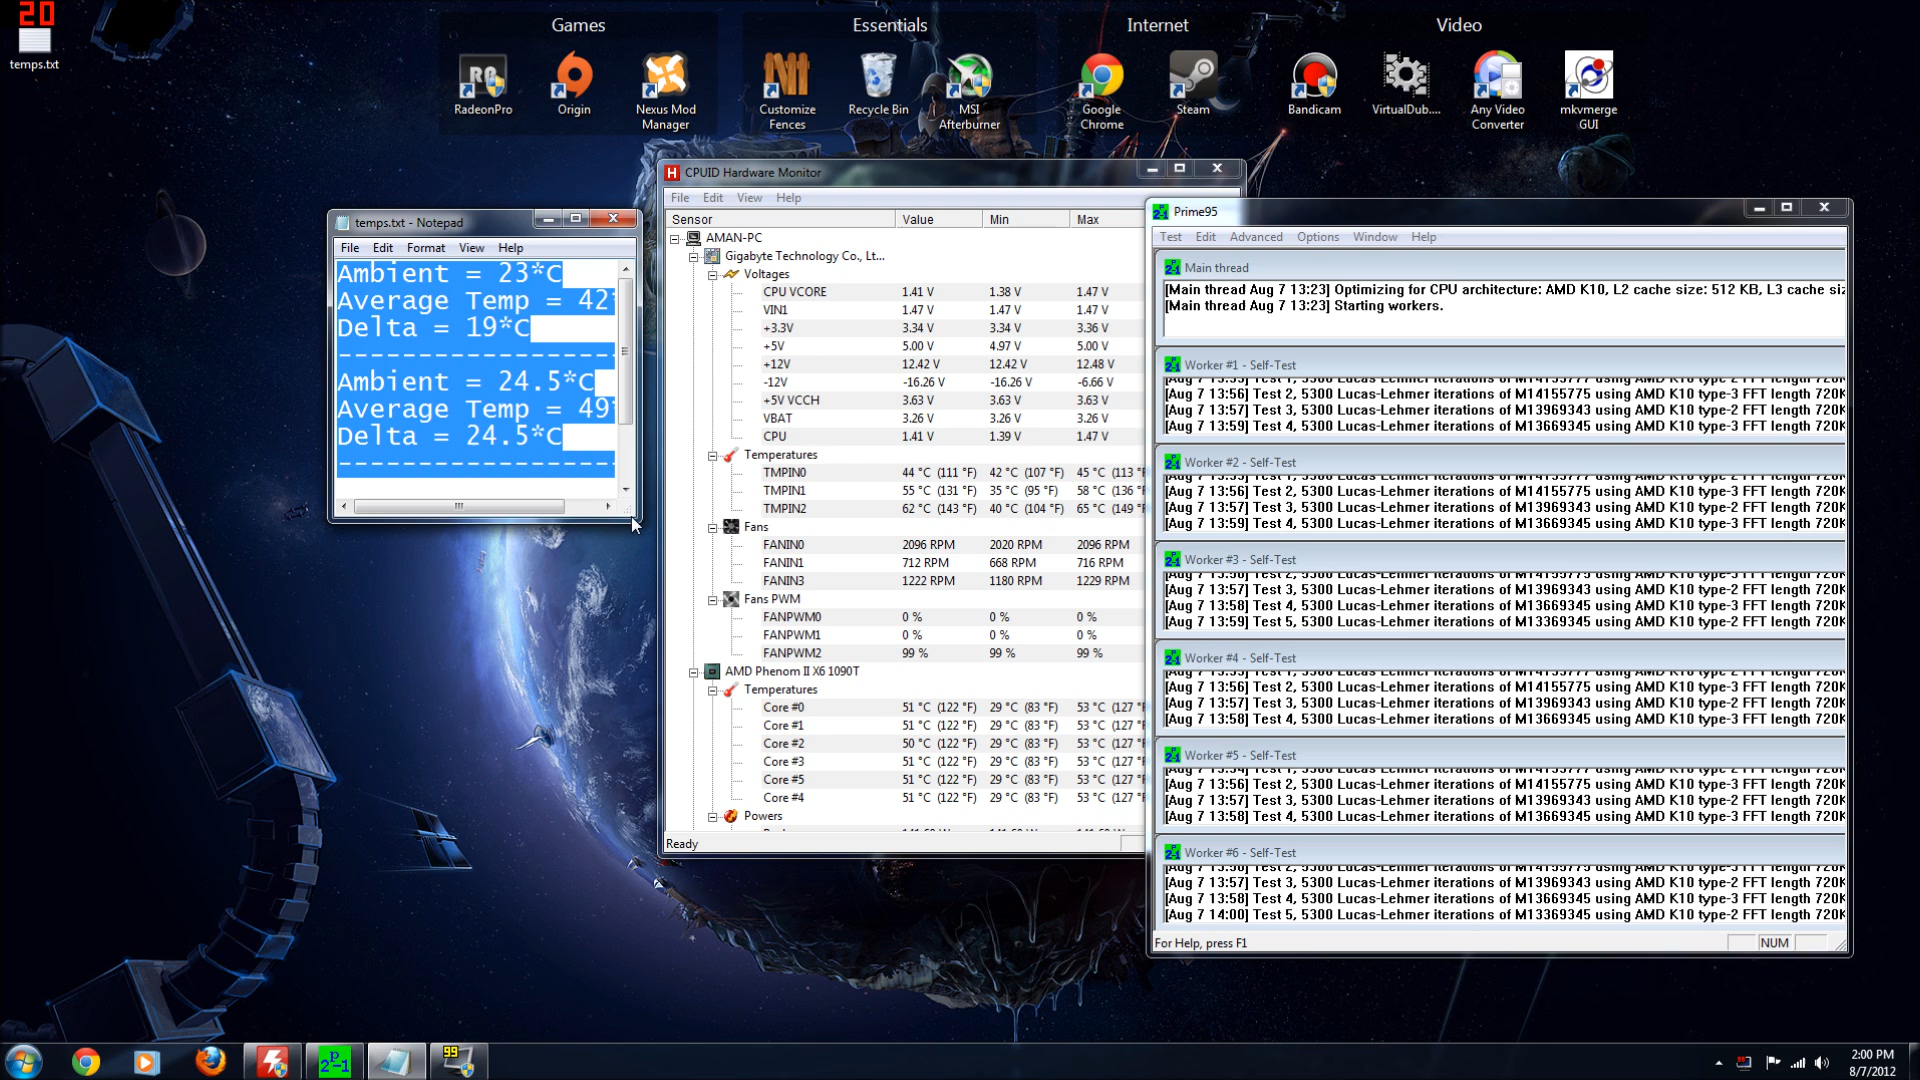 20
temps.txt
Games
RadeonPro
Origin
Nexus Mod
Manager
Essentials
Customize
Fences
Recycle Bin
MSI
Afterburner
Internet
Google
Chrome
Steam
Video
Bandicam
VirtualDub....
Any Video
Converter
mkvmerge
GUI
temps.txt - Notepad
File Edit Format View Help
Ambient = 23*C
Average Temp = 42
Delta = 19*C
Ambient = 24.5*C
Average Temp = 49
Delta = 24.5*C
CPUID Hardware Monitor
File Edit View Help
Sensor Value Min Max
AMAN-PC
Gigabyte Technology Co., Lt...
Voltages
CPU VCORE 1.41 V 1.38 V 1.47 V
VIN1 1.47 V 1.47 V 1.47 V
+3.3V 3.34 V 3.34 V 3.36 V
+5V 5.00 V 4.97 V 5.00 V
+12V 12.42 V 12.42 V 12.48 V
-12V -16.26 V -16.26 V -6.66 V
+5V VCCH 3.63 V 3.63 V 3.63 V
VBAT 3.26 V 3.26 V 3.26 V
CPU 1.41 V 1.39 V 1.47 V
Temperatures
TMPIN0 44 °C (111 °F) 42 °C (107 °F) 45 °C (113 °F
TMPIN1 55 °C (131 °F) 35 °C (95 °F) 58 °C (136 °F
TMPIN2 62 °C (143 °F) 40 °C (104 °F) 65 °C (149 °F
Fans
FANIN0 2096 RPM 2020 RPM 2096 RPM
FANIN1 712 RPM 668 RPM 716 RPM
FANIN3 1222 RPM 1180 RPM 1229 RPM
Fans PWM
FANPWM0 0 % 0 % 0 %
FANPWM1 0 % 0 % 0 %
FANPWM2 99 % 99 % 99 %
AMD Phenom II X6 1090T
Temperatures
Core #0 51 °C (122 °F) 29 °C (83 °F) 53 °C (127 °F
Core #1 51 °C (122 °F) 29 °C (83 °F) 53 °C (127 °F
Core #2 50 °C (122 °F) 29 °C (83 °F) 53 °C (127 °F
Core #3 51 °C (122 °F) 29 °C (83 °F) 53 °C (127 °F
Core #5 51 °C (122 °F) 29 °C (83 °F) 53 °C (127 °F
Core #4 51 °C (122 °F) 29 °C (83 °F) 53 °C (127 °F
Powers
Ready
Prime95
Test Edit Advanced Options Window Help
Main thread
[Main thread Aug 7 13:23] Optimizing for CPU architecture: AMD K10, L2 cache size: 512 KB, L3 cache siz
[Main thread Aug 7 13:23] Starting workers.
Worker #1 - Self-Test
[Aug 7 13:56] Test 2, 5300 Lucas-Lehmer iterations of M14155775 using AMD K10 type-3 FFT length 720K
[Aug 7 13:57] Test 3, 5300 Lucas-Lehmer iterations of M13969343 using AMD K10 type-2 FFT length 720K
[Aug 7 13:59] Test 4, 5300 Lucas-Lehmer iterations of M13669345 using AMD K10 type-3 FFT length 720K
Worker #2 - Self-Test
[Aug 7 13:56] Test 2, 5300 Lucas-Lehmer iterations of M14155775 using AMD K10 type-3 FFT length 720K
[Aug 7 13:57] Test 3, 5300 Lucas-Lehmer iterations of M13969343 using AMD K10 type-2 FFT length 720K
[Aug 7 13:59] Test 4, 5300 Lucas-Lehmer iterations of M13669345 using AMD K10 type-3 FFT length 720K
Worker #3 - Self-Test
[Aug 7 13:57] Test 3, 5300 Lucas-Lehmer iterations of M13969343 using AMD K10 type-2 FFT length 720K
[Aug 7 13:58] Test 4, 5300 Lucas-Lehmer iterations of M13669345 using AMD K10 type-3 FFT length 720K
[Aug 7 13:59] Test 5, 5300 Lucas-Lehmer iterations of M13369345 using AMD K10 type-2 FFT length 720K
Worker #4 - Self-Test
[Aug 7 13:56] Test 2, 5300 Lucas-Lehmer iterations of M14155775 using AMD K10 type-3 FFT length 720K
[Aug 7 13:57] Test 3, 5300 Lucas-Lehmer iterations of M13969343 using AMD K10 type-2 FFT length 720K
[Aug 7 13:58] Test 4, 5300 Lucas-Lehmer iterations of M13669345 using AMD K10 type-3 FFT length 720K
Worker #5 - Self-Test
[Aug 7 13:56] Test 2, 5300 Lucas-Lehmer iterations of M14155775 using AMD K10 type-3 FFT length 720K
[Aug 7 13:57] Test 3, 5300 Lucas-Lehmer iterations of M13969343 using AMD K10 type-2 FFT length 720K
[Aug 7 13:58] Test 4, 5300 Lucas-Lehmer iterations of M13669345 using AMD K10 type-3 FFT length 720K
Worker #6 - Self-Test
[Aug 7 13:57] Test 3, 5300 Lucas-Lehmer iterations of M13969343 using AMD K10 type-2 FFT length 720K
[Aug 7 13:58] Test 4, 5300 Lucas-Lehmer iterations of M13669345 using AMD K10 type-3 FFT length 720K
[Aug 7 14:00] Test 5, 5300 Lucas-Lehmer iterations of M13369345 using AMD K10 type-2 FFT length 720K
For Help, press F1
NUM
99
2:00 PM
8/7/2012